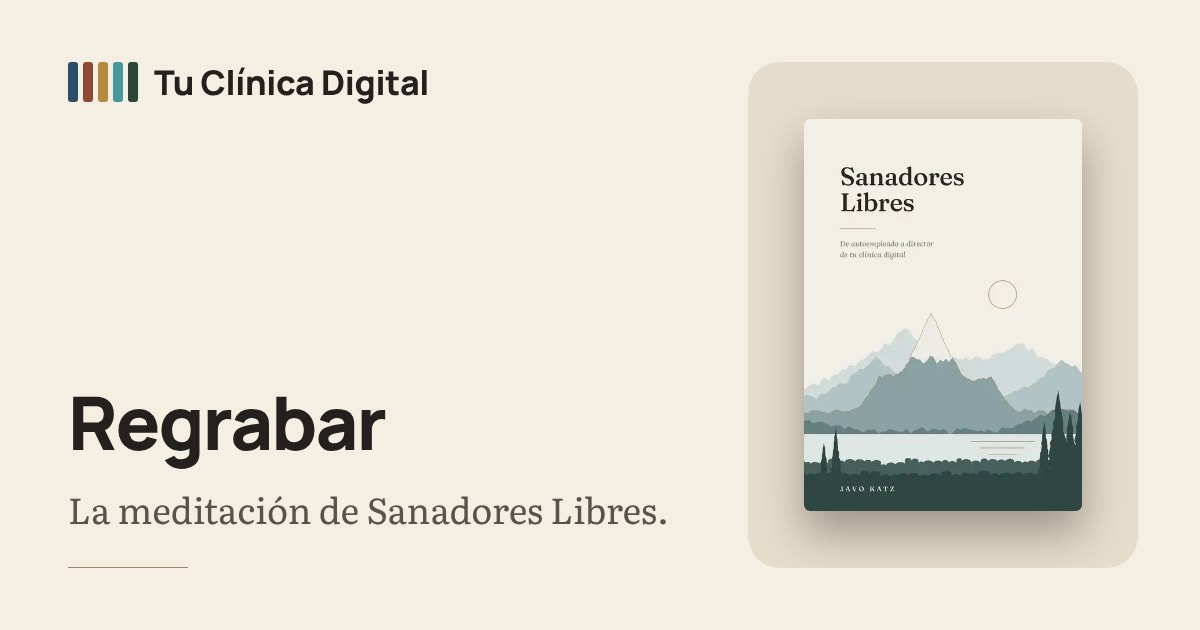 Tu Clínica Digital
Regrabar
La meditación de Sanadores Libres.
Sanadores
Libres
De autoempleado a director
de tu clínica digital
JAVO KATZ